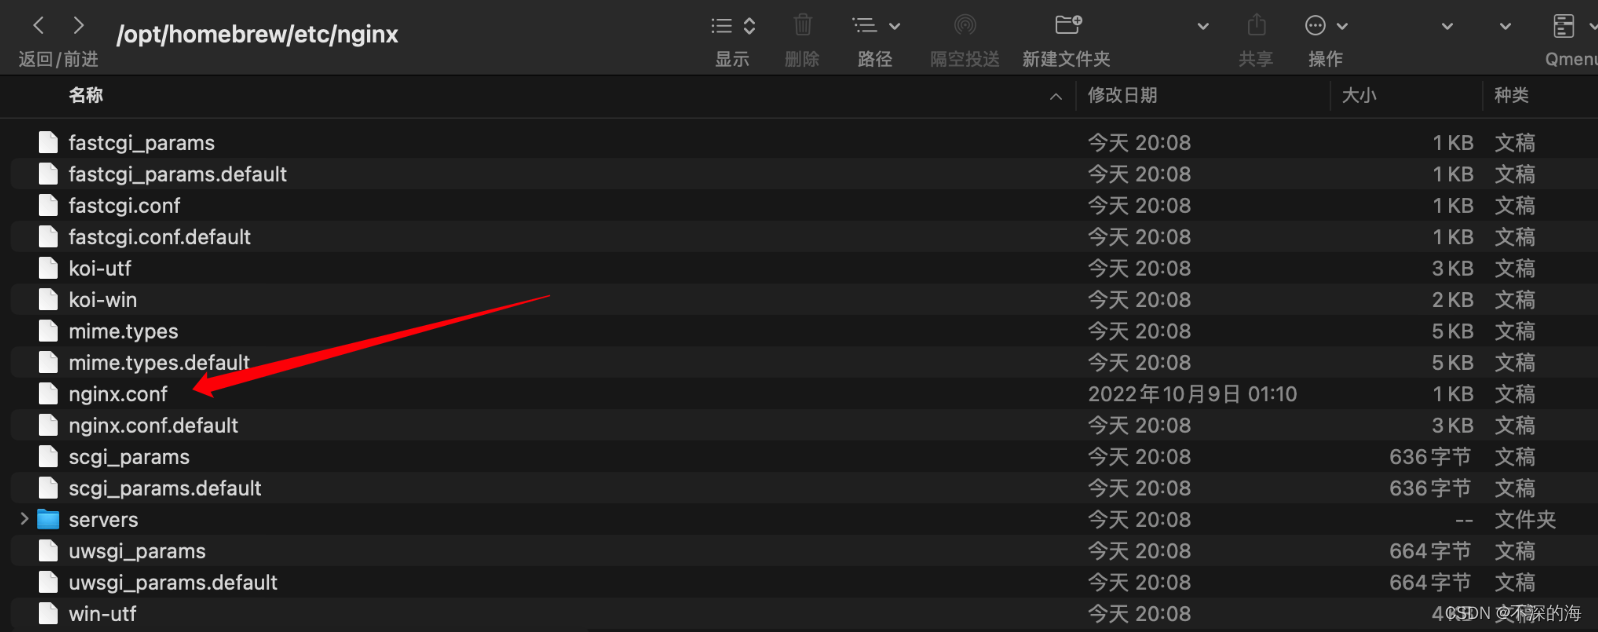 /opt/homebrew/etc/nginx
返回/前进 显示 删除 路径 隔空投送 新建文件夹 共享 操作 Qmenu
名称 修改日期 大小 种类
fastcgi_params 今天 20:08 1 KB 文稿
fastcgi_params.default 今天 20:08 1 KB 文稿
fastcgi.conf 今天 20:08 1 KB 文稿
fastcgi.conf.default 今天 20:08 1 KB 文稿
koi-utf 今天 20:08 3 KB 文稿
koi-win 今天 20:08 2 KB 文稿
mime.types 今天 20:08 5 KB 文稿
mime.types.default 今天 20:08 5 KB 文稿
nginx.conf 2022年10月9日 01:10 1 KB 文稿
nginx.conf.default 今天 20:08 3 KB 文稿
scgi_params 今天 20:08 636 字节 文稿
scgi_params.default 今天 20:08 636 字节 文稿
servers 今天 20:08 -- 文件夹
uwsgi_params 今天 20:08 664 字节 文稿
uwsgi_params.default 今天 20:08 664 字节 文稿
win-utf 今天 20:08 4 KB 文稿
CSDN @不深的海